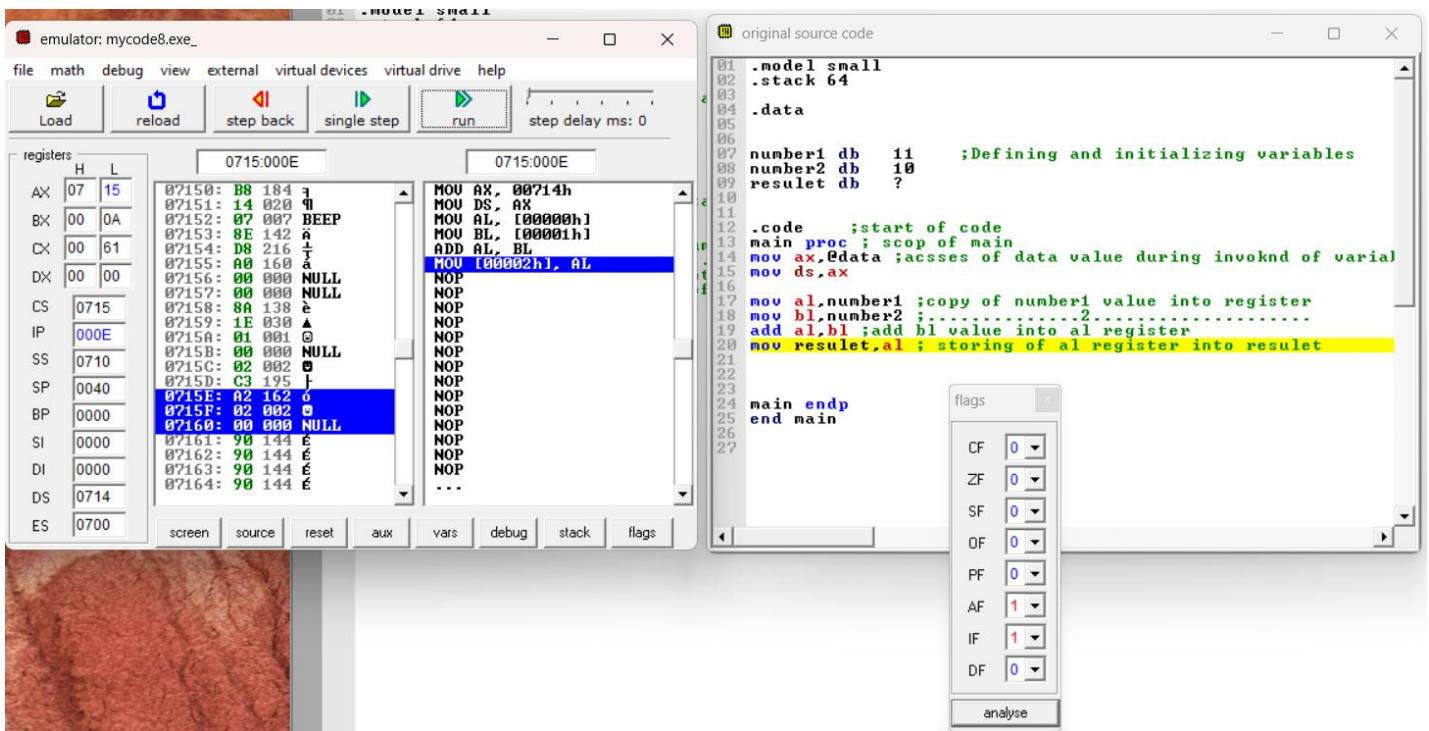 01 .model small
emulator: mycode8.exe_
file math debug view external virtual devices virtual drive help
Load reload step back single step run step delay ms: 0
registers
H L
0715:000E 0715:000E
AX 07 15
BX 00 0A
CX 00 61
DX 00 00
CS 0715
IP 000E
SS 0710
SP 0040
BP 0000
SI 0000
DI 0000
DS 0714
ES 0700
07150: B8 184 ╕
07151: 14 020 ¶
07152: 07 007 BEEP
07153: 8E 142 Ä
07154: D8 216 ╪
07155: A0 160 á
07156: 00 000 NULL
07157: 00 000 NULL
07158: 8A 138 è
07159: 1E 030 ▲
0715A: 01 001 ☺
0715B: 00 000 NULL
0715C: 02 002 ☻
0715D: C3 195 ├
0715E: A2 162 ó
0715F: 02 002 ☻
07160: 00 000 NULL
07161: 90 144 É
07162: 90 144 É
07163: 90 144 É
07164: 90 144 É
MOV AX, 00714h
MOV DS, AX
MOV AL, [00000h]
MOV BL, [00001h]
ADD AL, BL
MOV [00002h], AL
NOP
NOP
NOP
NOP
NOP
NOP
NOP
NOP
NOP
NOP
NOP
NOP
NOP
NOP
...
screen source reset aux vars debug stack flags
original source code
01 .model small
02 .stack 64
03
04 .data
05
06
07 number1 db 11 ;Defining and initializing variables
08 number2 db 10
09 resulet db ?
10
11
12 .code ;start of code
13 main proc ; scop of main
14 mov ax,@data ;acsses of data value during invoknd of varial
15 mov ds,ax
16
17 mov al,number1 ;copy of number1 value into register
18 mov bl,number2 ;..............2....................
19 add al,bl ;add bl value into al register
20 mov resulet,al ; storing of al register into resulet
21
22
23
24 main endp
25 end main
26
27
flags
CF 0
ZF 0
SF 0
OF 0
PF 0
AF 1
IF 1
DF 0
analyse